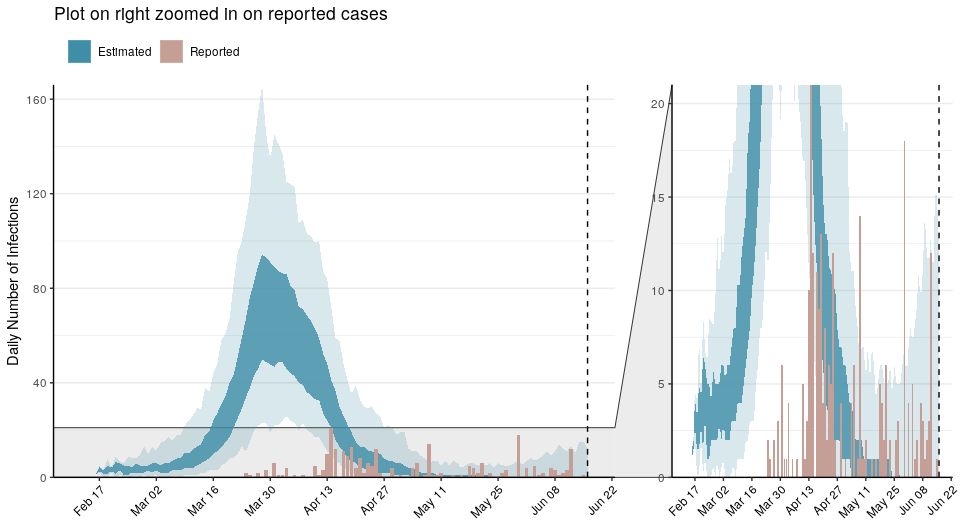 Plot on right zoomed in on reported cases
Estimated Reported
Daily Number of Infections
160
120
80
40
0
Feb 17 Mar 02 Mar 16 Mar 30 Apr 13 Apr 27 May 11 May 25 Jun 08 Jun 22
20
15
10
5
0
Feb 17 Mar 02 Mar 16 Mar 30 Apr 13 Apr 27 May 11 May 25 Jun 08 Jun 22